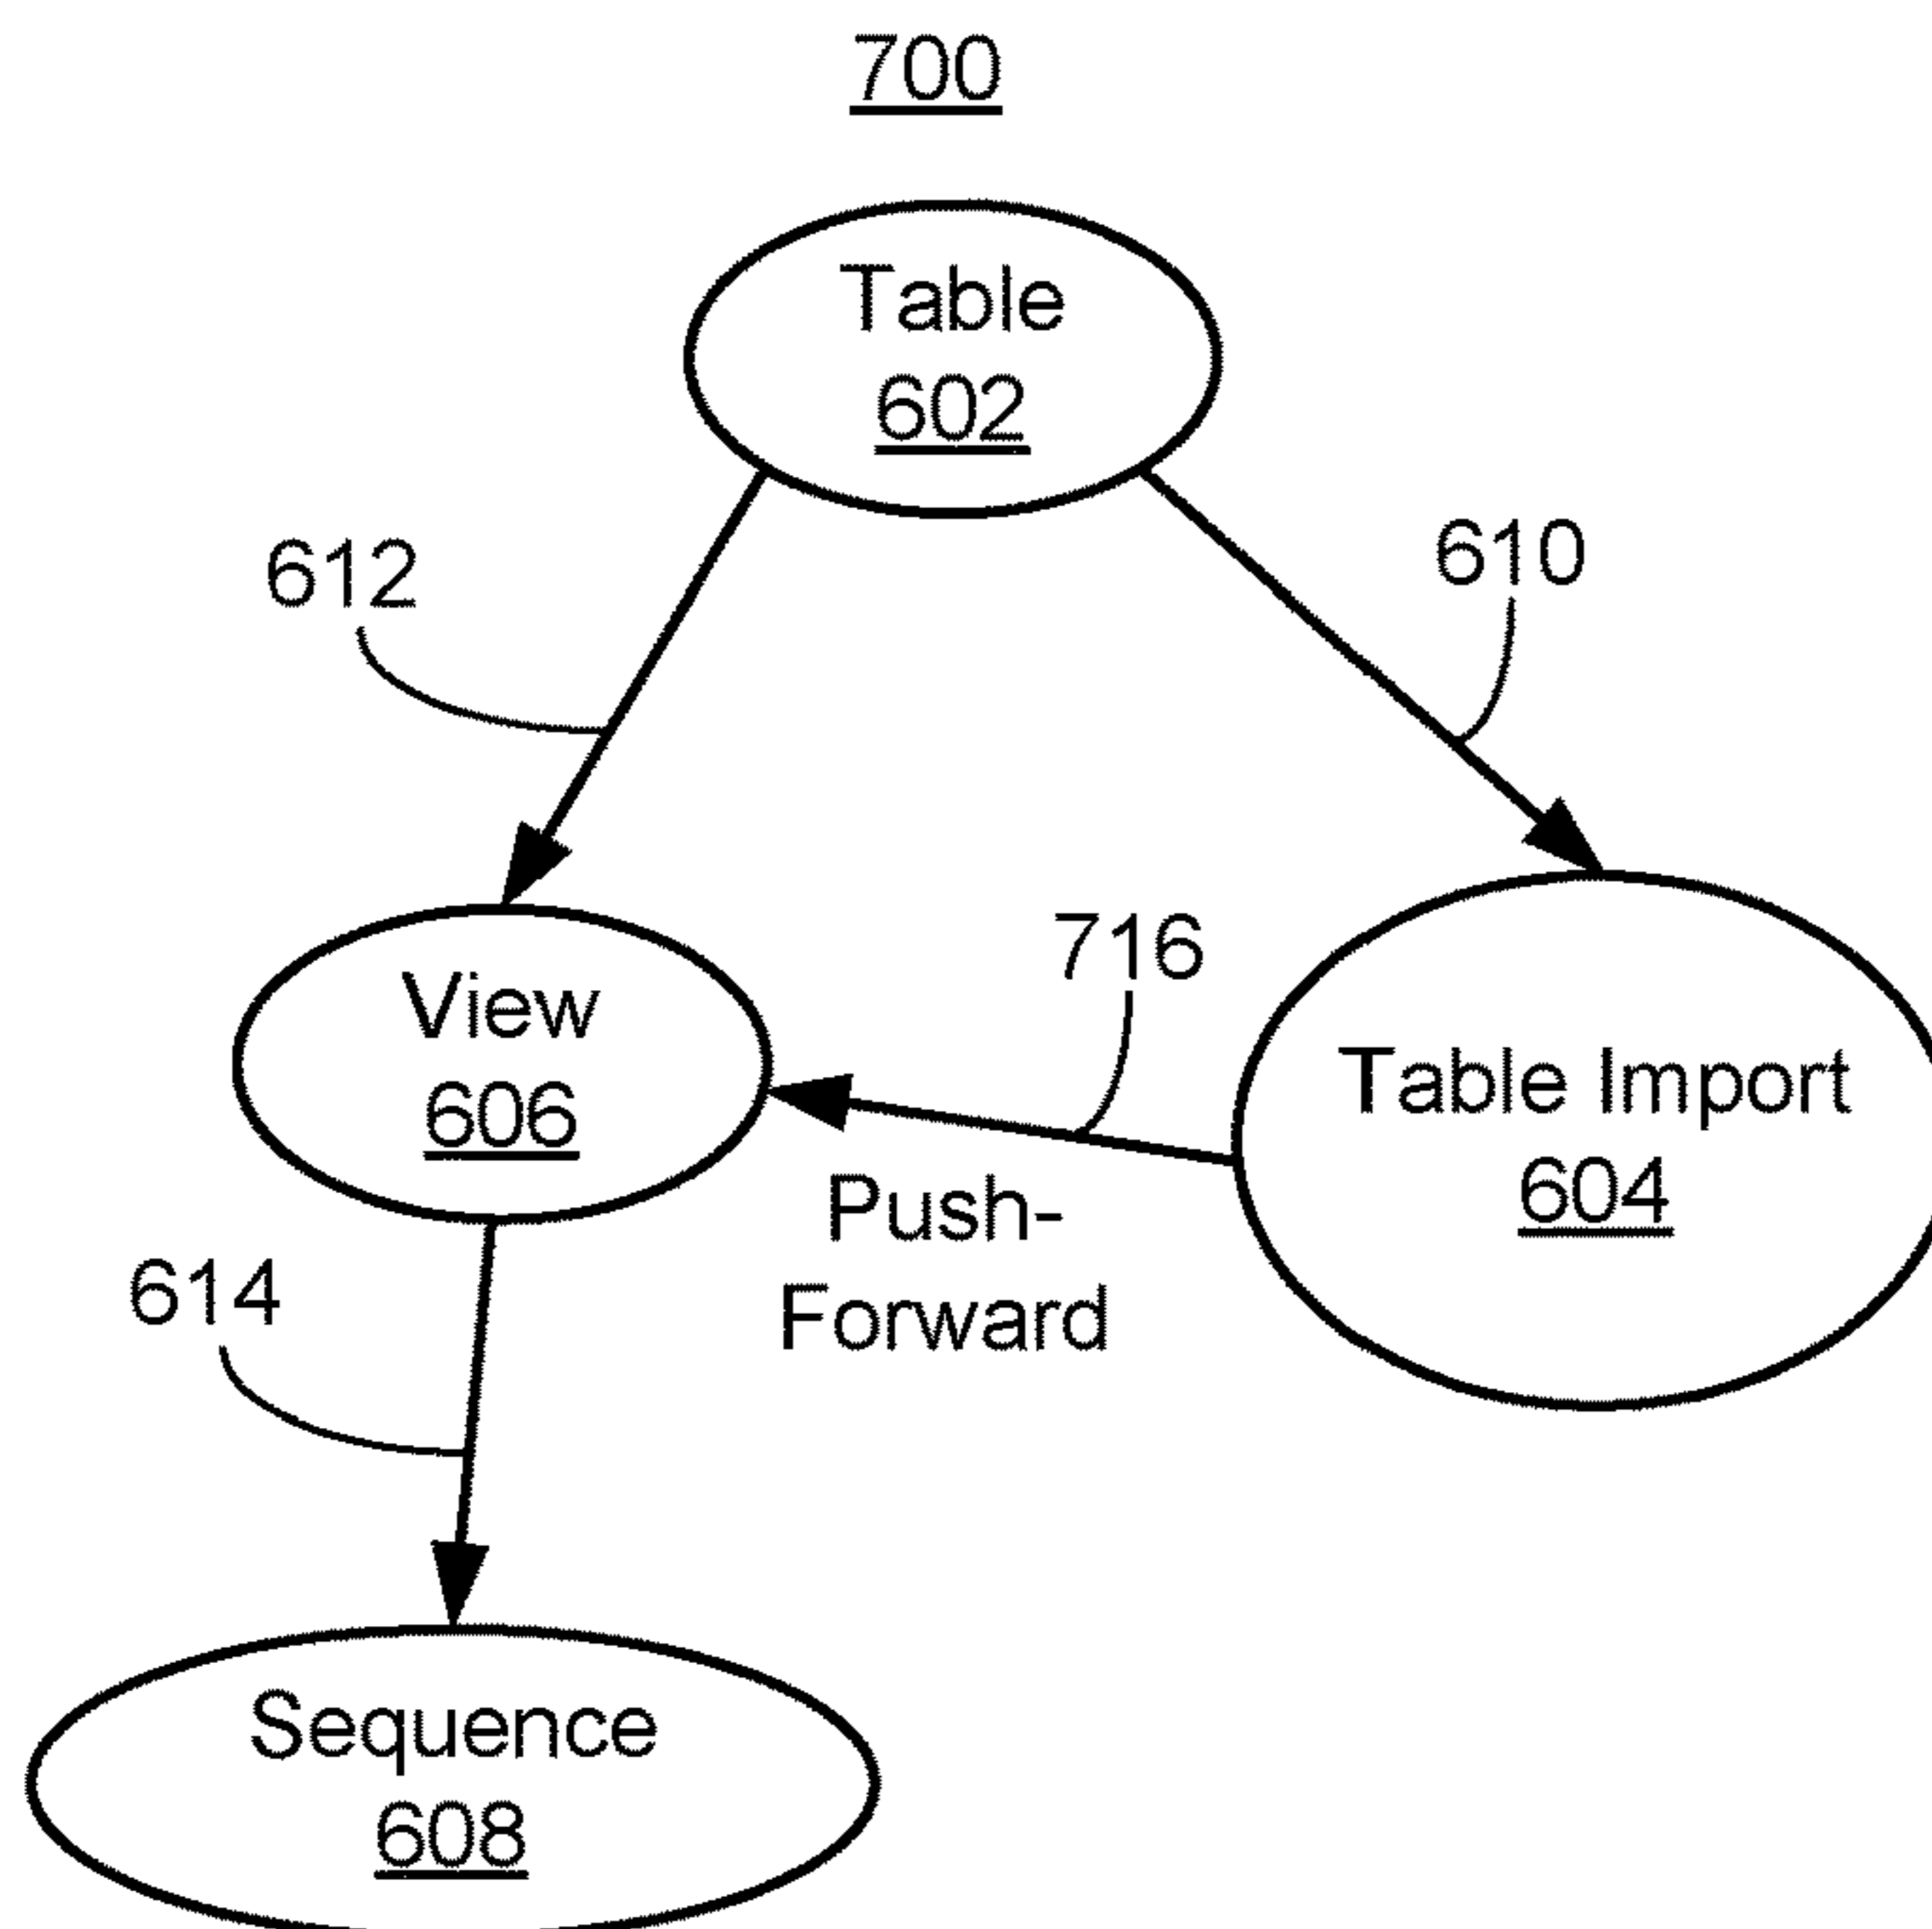 700
Table
602
612
610
View
606
716
Table Import
604
Push-
Forward
614
Sequence
608